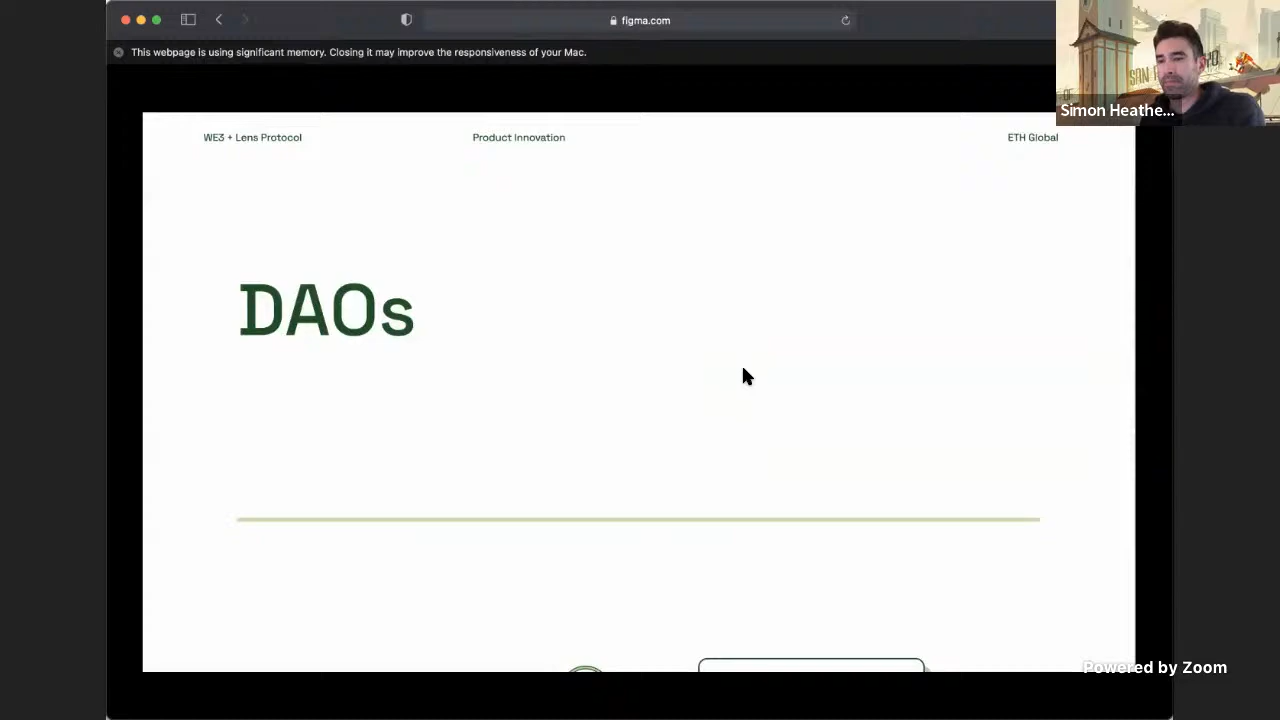 figma.com
This webpage is using significant memory. Closing it may improve the responsiveness of your Mac.
SAN
Simon Heathe...
WE3 + Lens Protocol
Product Innovation
ETH Global
DAOs
Powered by Zoom